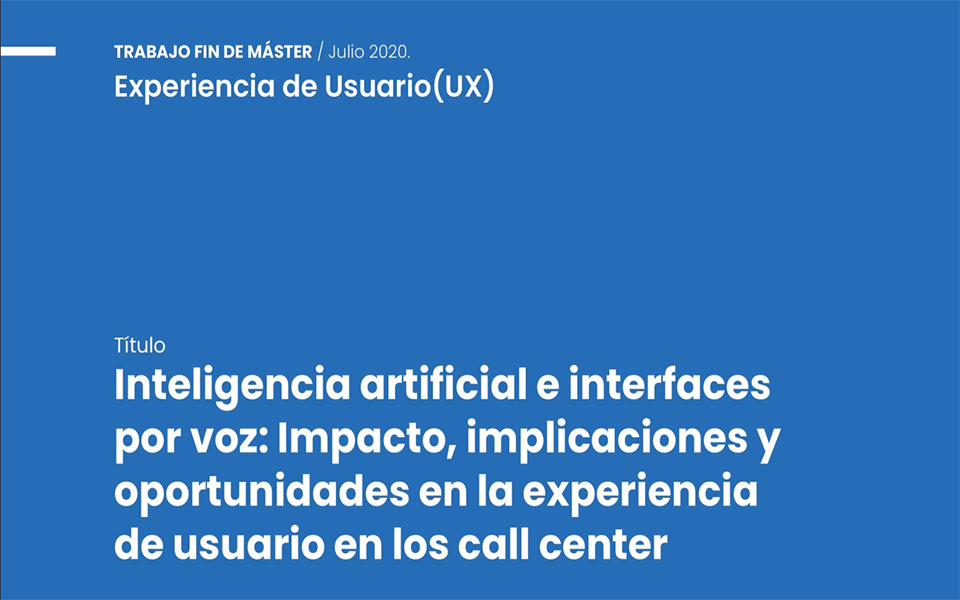 TRABAJO FIN DE MÁSTER / Julio 2020.
Experiencia de Usuario(UX)
Título
Inteligencia artificial e interfaces
por voz: Impacto, implicaciones y
oportunidades en la experiencia
de usuario en los call center